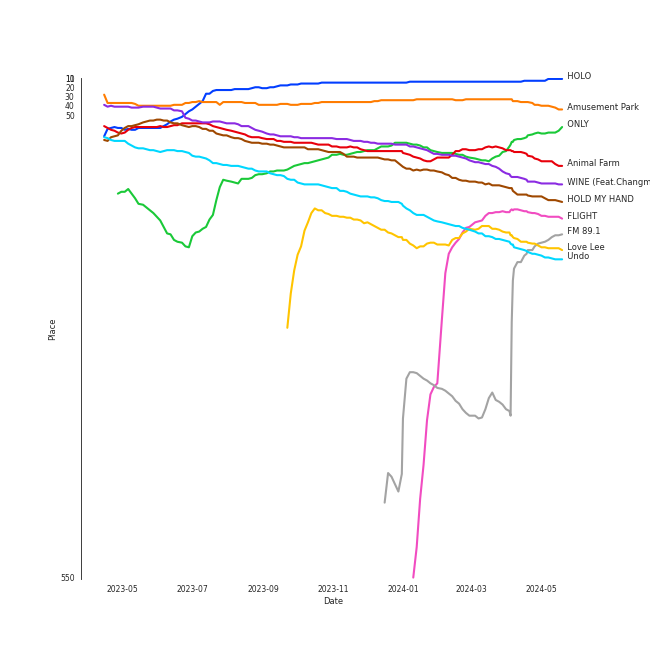 10
20
30
40
50
550
Place
HOLO
Amusement Park
ONLY
Animal Farm
WINE (Feat.Changm
HOLD MY HAND
FLIGHT
FM 89.1
Love Lee
Undo
2023-05
2023-07
2023-09
2023-11
2024-01
2024-03
2024-05
Date